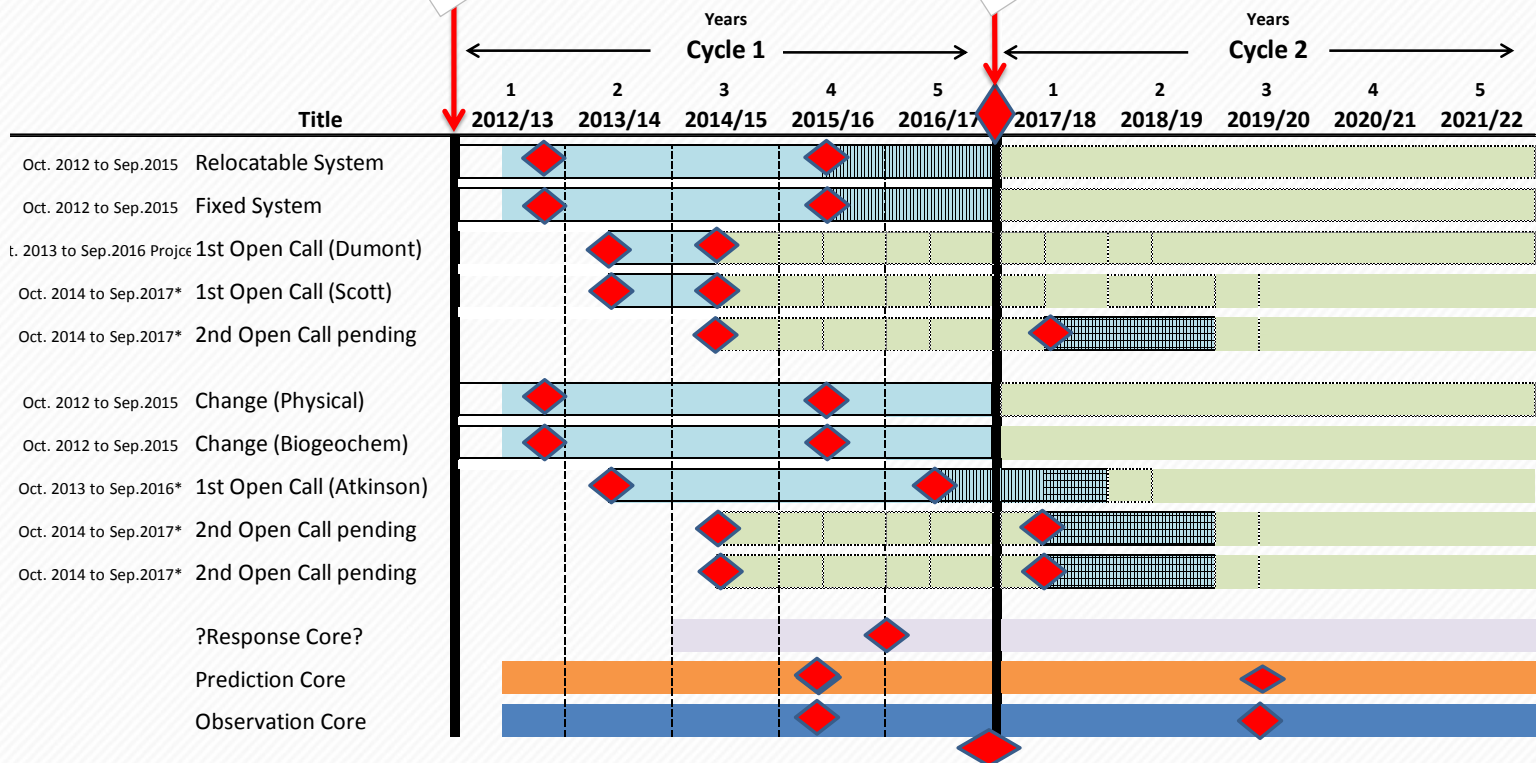 Years Years
Cycle 1 Cycle 2
1 2 3 4 5 1 2 3 4 5
Title 2012/13 2013/14 2014/15 2015/16 2016/17 2017/18 2018/19 2019/20 2020/21 2021/22
Oct. 2012 to Sep.2015 Relocatable System
Oct. 2012 to Sep.2015 Fixed System
t. 2013 to Sep.2016 Projce 1st Open Call (Dumont)
Oct. 2014 to Sep.2017* 1st Open Call (Scott)
Oct. 2014 to Sep.2017* 2nd Open Call pending
Oct. 2012 to Sep.2015 Change (Physical)
Oct. 2012 to Sep.2015 Change (Biogeochem)
Oct. 2013 to Sep.2016* 1st Open Call (Atkinson)
Oct. 2014 to Sep.2017* 2nd Open Call pending
Oct. 2014 to Sep.2017* 2nd Open Call pending
?Response Core?
Prediction Core
Observation Core